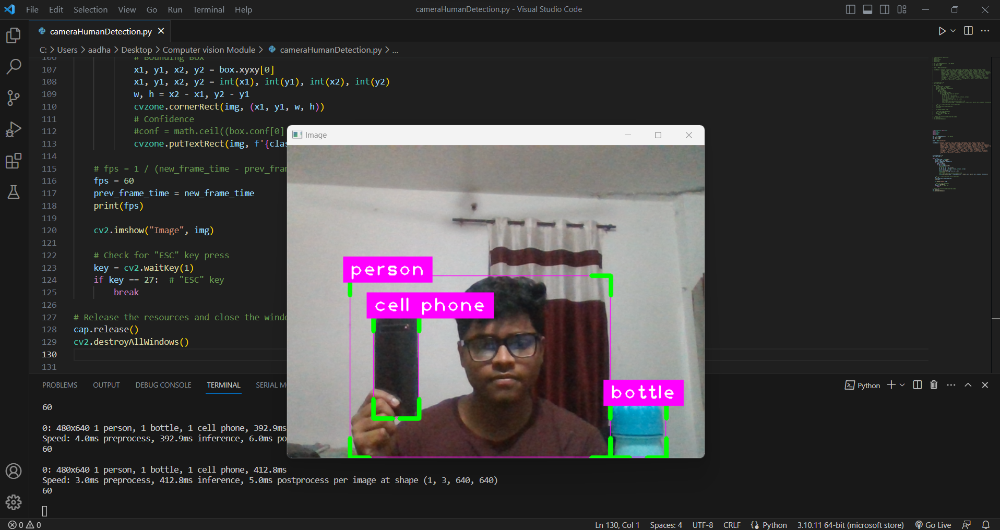 File Edit Selection View Go Run Terminal Help
cameraHumanDetection.py - Visual Studio Code
cameraHumanDetection.py
C: > Users > aadha > Desktop > Computer vision Module > cameraHumanDetection.py > ...
106 # Bounding Box
107 x1, y1, x2, y2 = box.xyxy[0]
108 x1, y1, x2, y2 = int(x1), int(y1), int(x2), int(y2)
109 w, h = x2 - x1, y2 - y1
110 cvzone.cornerRect(img, (x1, y1, w, h))
111 # Confidence
112 #conf = math.ceil((box.conf[0]
113 cvzone.putTextRect(img, f'{clas
114
115 # fps = 1 / (new_frame_time - prev_fram
116 fps = 60
117 prev_frame_time = new_frame_time
118 print(fps)
119
120 cv2.imshow("Image", img)
121
122 # Check for "ESC" key press
123 key = cv2.waitKey(1)
124 if key == 27: # "ESC" key
125 break
126
127 # Release the resources and close the windo
128 cap.release()
129 cv2.destroyAllWindows()
130
131
Image
person
cell phone
bottle
PROBLEMS OUTPUT DEBUG CONSOLE TERMINAL SERIAL M
Python
60
0: 480x640 1 person, 1 bottle, 1 cell phone, 392.9ms
Speed: 4.0ms preprocess, 392.9ms inference, 6.0ms po
60
0: 480x640 1 person, 1 bottle, 1 cell phone, 412.8ms
Speed: 3.0ms preprocess, 412.8ms inference, 5.0ms postprocess per image at shape (1, 3, 640, 640)
60
0 0
Ln 130, Col 1 Spaces: 4 UTF-8 CRLF Python 3.10.11 64-bit (microsoft store) Go Live